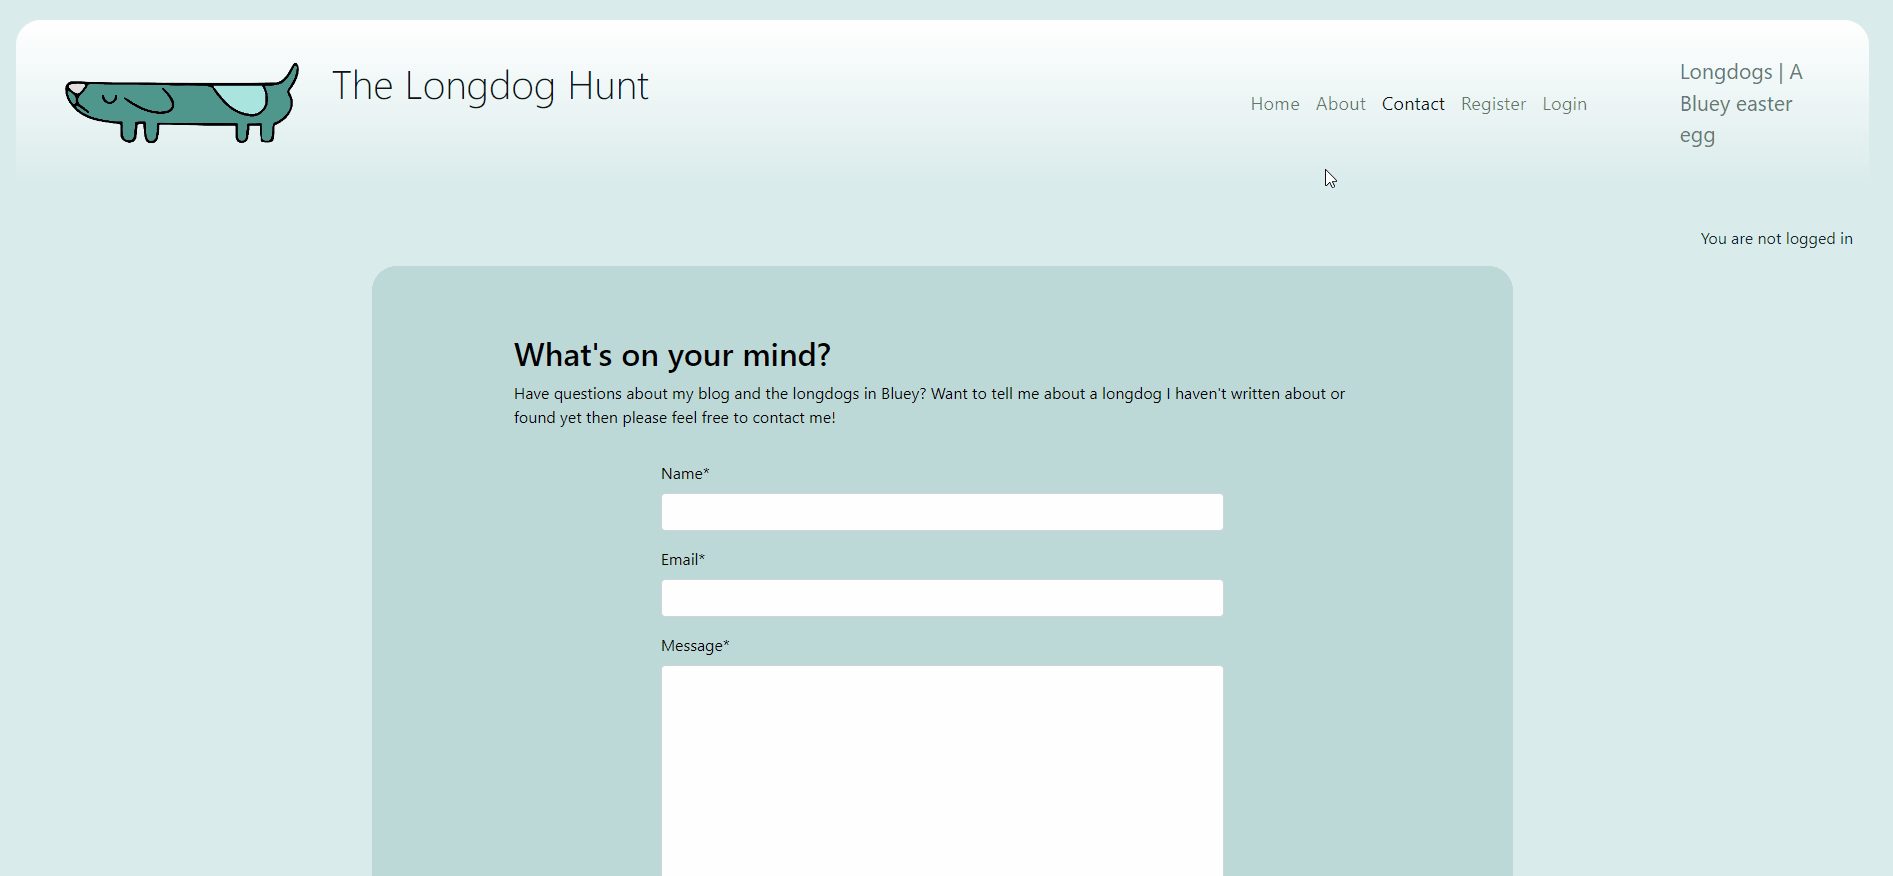 The Longdog Hunt
Home About Contact Register Login
Longdogs | A
Bluey easter
egg
You are not logged in
What's on your mind?
Have questions about my blog and the longdogs in Bluey? Want to tell me about a longdog I haven't written about or
found yet then please feel free to contact me!
Name*
Email*
Message*